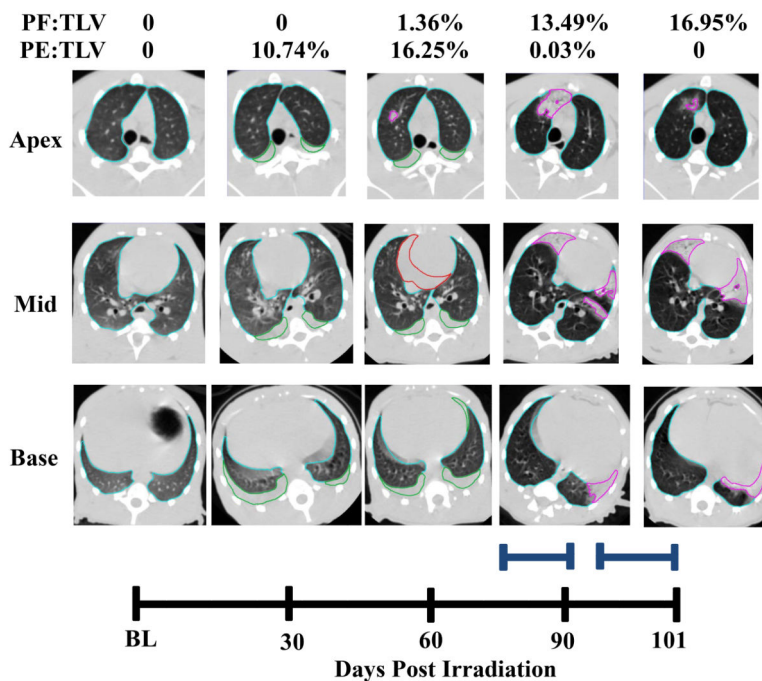 PF:TLV 0 0 1.36% 13.49% 16.95%
PE:TLV 0 10.74% 16.25% 0.03% 0
Apex
Mid
Base
BL 30 60 90 101
Days Post Irradiation